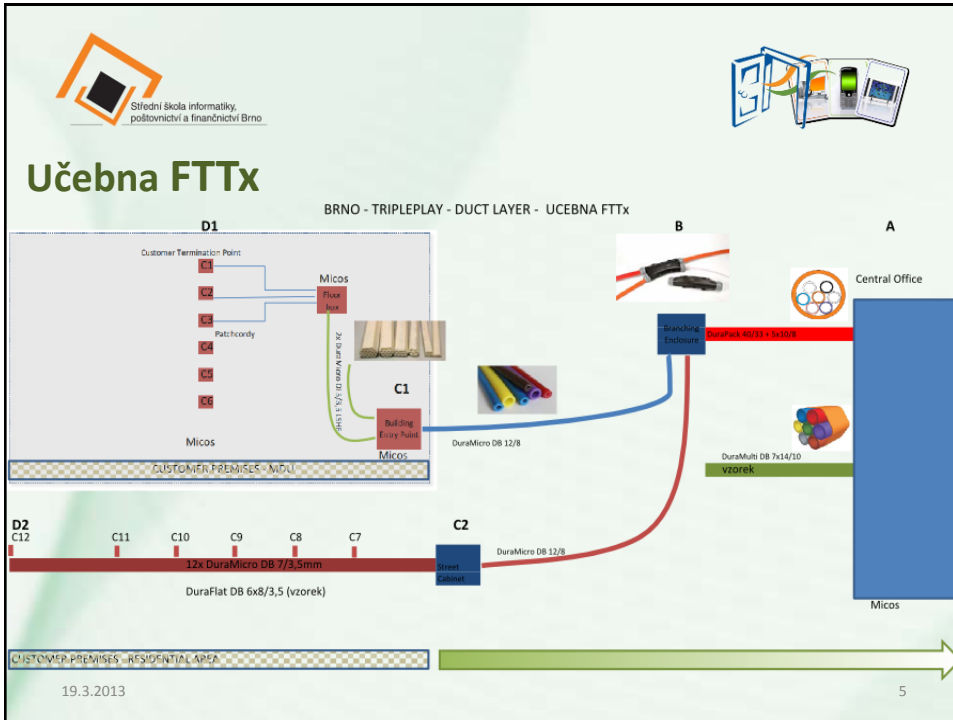 Střední škola informatiky,
poštovnictví a finančnictví Brno
Učebna FTTx
BRNO - TRIPLEPLAY - DUCT LAYER - UCEBNA FTTx
D1
B
A
Customer Termination Point
C1
C2
C3
Patchcordy
C4
C5
C6
Micos
Floor
box
C1
Building
Entry Point
Micos
Micos
CUSTOMER PREMISES - MDU
DuraMicro DB 12/8
Branching
Enclosure
DuraPack 40/33 + 5x10/8
Central Office
DuraMulti DB 7x14/10
vzorek
Micos
D2
C12
C11
C10
C9
C8
C7
12x DuraMicro DB 7/3,5mm
DuraFlat DB 6x8/3,5 (vzorek)
C2
Street
Cabinet
DuraMicro DB 12/8
CUSTOMER PREMISES - RESIDENTIAL AREA
19.3.2013
5